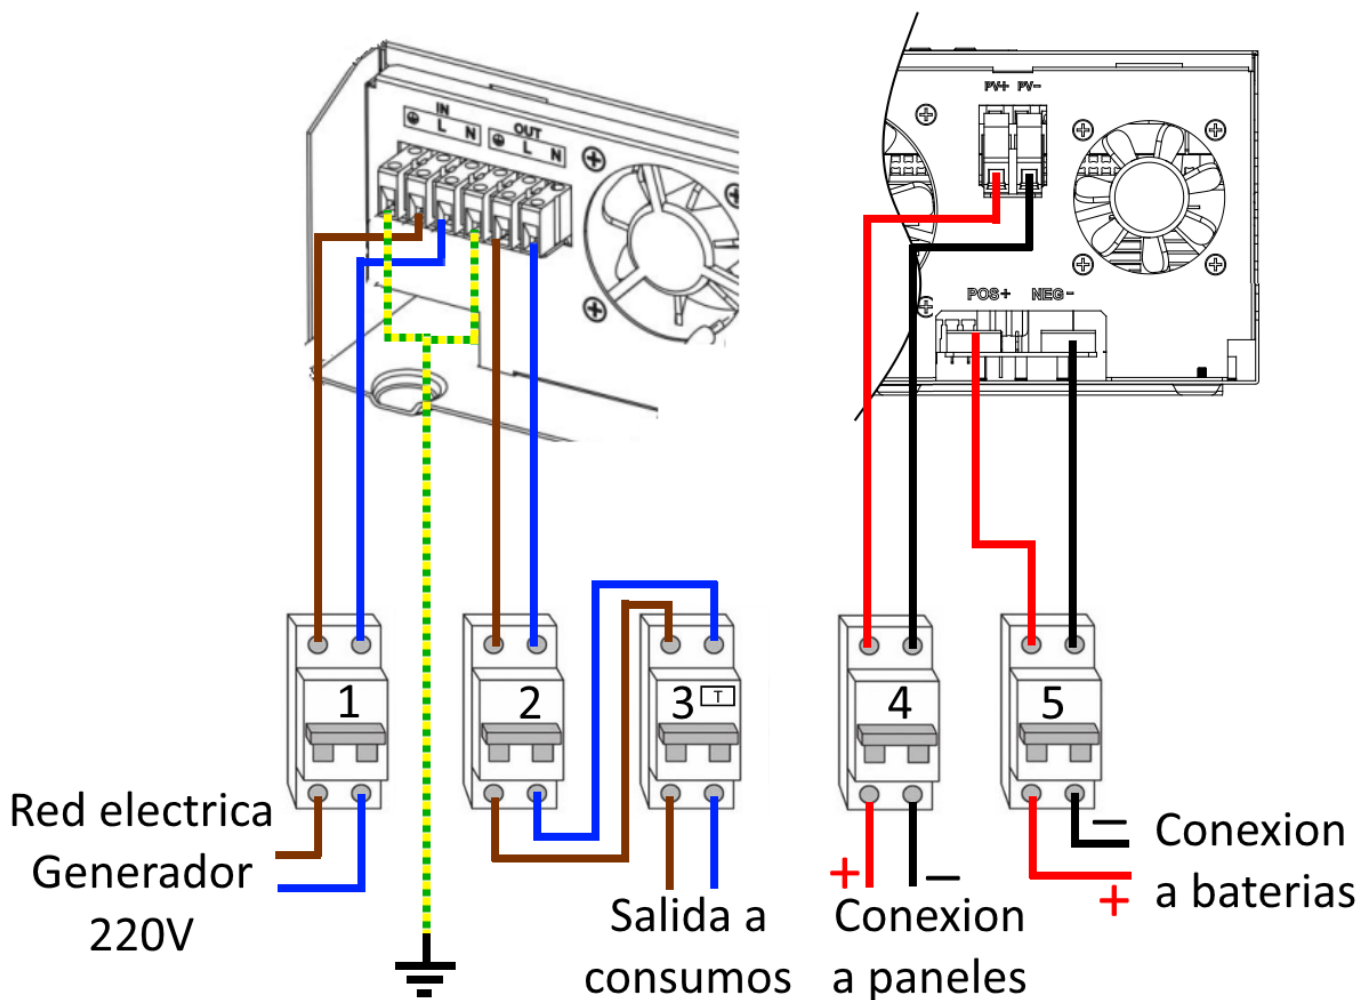 IN
L N
OUT
L N
PV+ PV-
POS+ NEG-
1
2
3 T
4
5
Red electrica
Generador
220V
Salida a
consumos
+ −
Conexion
a paneles
− Conexion
+ a baterias